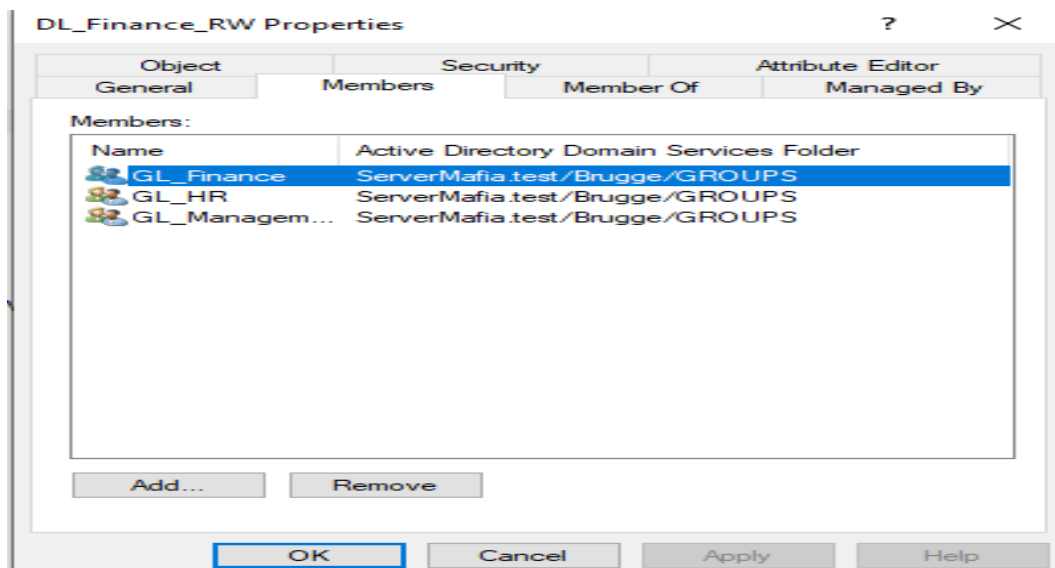 DL_Finance_RW Properties ? ×
Object Security Attribute Editor
General Members Member Of Managed By
Members:
Name Active Directory Domain Services Folder
GL_Finance ServerMafia.test/Brugge/GROUPS
GL_HR ServerMafia.test/Brugge/GROUPS
GL_Managem... ServerMafia.test/Brugge/GROUPS
Add... Remove
OK Cancel Apply Help